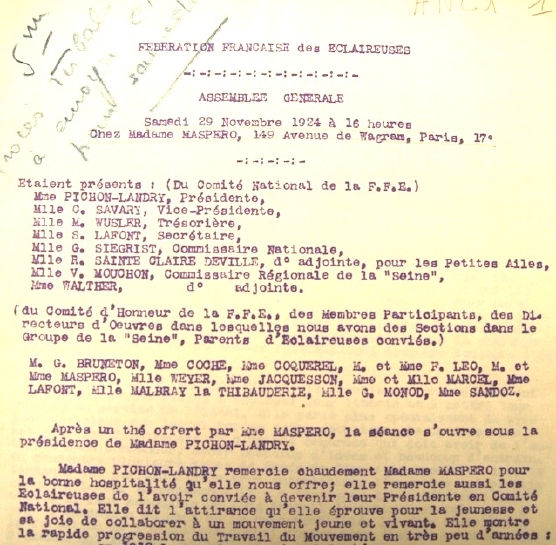 ANEX 1
5me
Procès Verbal
a envoyé
pour
FEDERATION FRANCAISE des ECLAIREUSES
-:-:-:-:-:-:-:-:-:-:-
ASSEMBLEE GENERALE
Samedi 29 Novembre 1924 à 16 heures
Chez Madame MASPERO, 149 Avenue de Wagram, Paris, 17°
-:-:-:-:-
Etaient présents : (Du Comité National de la F.F.E.)
Mme PICHON-LANDRY, Présidente,
Mlle C. SAVARY, Vice-Présidente,
Mlle M. WUSLER, Trésorière,
Mlle S. LAFONT, Secrétaire,
Mlle G. SIEGRIST, Commissaire Nationale,
Mlle R. SAINTE CLAIRE DEVILLE, d° adjointe, pour les Petites Ailes,
Mlle V. MOUCHON, Commissaire Régionale de la "Seine",
Mme WALTHER, d° adjointe.
(du Comité d'Honneur de la F.F.E., des Membres Participants, des Di-
recteurs d'Oeuvres dans lesquelles nous avons des Sections dans le
Groupe de la "Seine", Parents d'Eclaireuses conviés.)
M. G. BRUNETON, Mme COCHE, Mme COQUEREL, M. et Mme F. LEO, M. et
Mme MASPERO, Mlle WEYER, Mme JACQUESSON, Mme et Mlle MARCEL, Mme
LAFONT, Mlle MALBRAY la THIBAUDERIE, Mlle G. MONOD, Mme SANDOZ.
Après un thé offert par Mme MASPERO, la séance s'ouvre sous la
présidence de Madame PICHON-LANDRY.
Madame PICHON-LANDRY remercie chaudement Madame MASPERO pour
la bonne hospitalité qu'elle nous offre; elle remercie aussi les
Eclaireuses de l'avoir conviée à devenir leur Présidente en Comité
National. Elle dit l'attirance qu'elle éprouve pour la jeunesse et
sa joie de collaborer à un mouvement jeune et vivant. Elle montre
la rapide progression du Travail du Mouvement en très peu d'années :